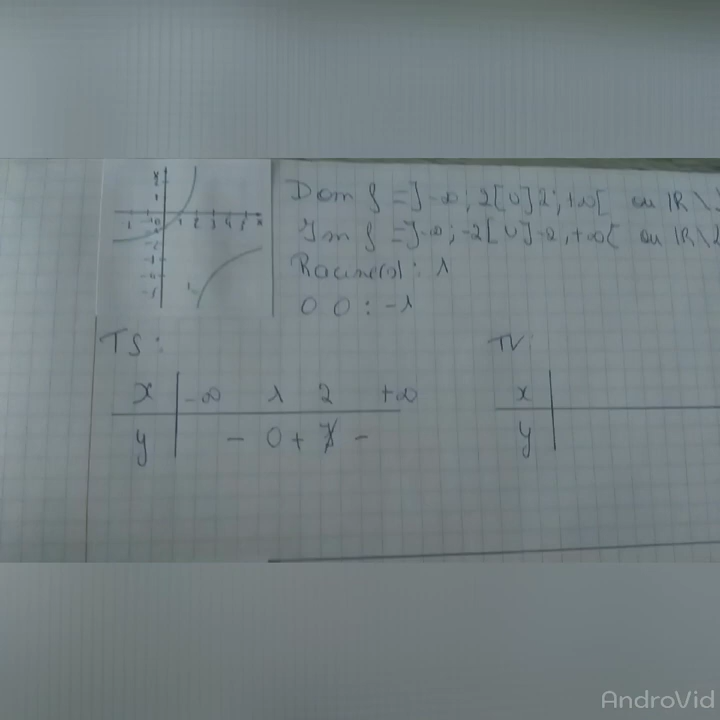 Dom f = ]-∞ ; 2[ U ]2 ; +∞[ ou IR \
Im f = ]-∞ ; -2[ U ]-2, +∞[ ou IR \
Racine(s) : 1
OO : -1
TS :
TV
x -∞ 1 2 +∞
y - 0 + ∄ -
x
y
AndroVid